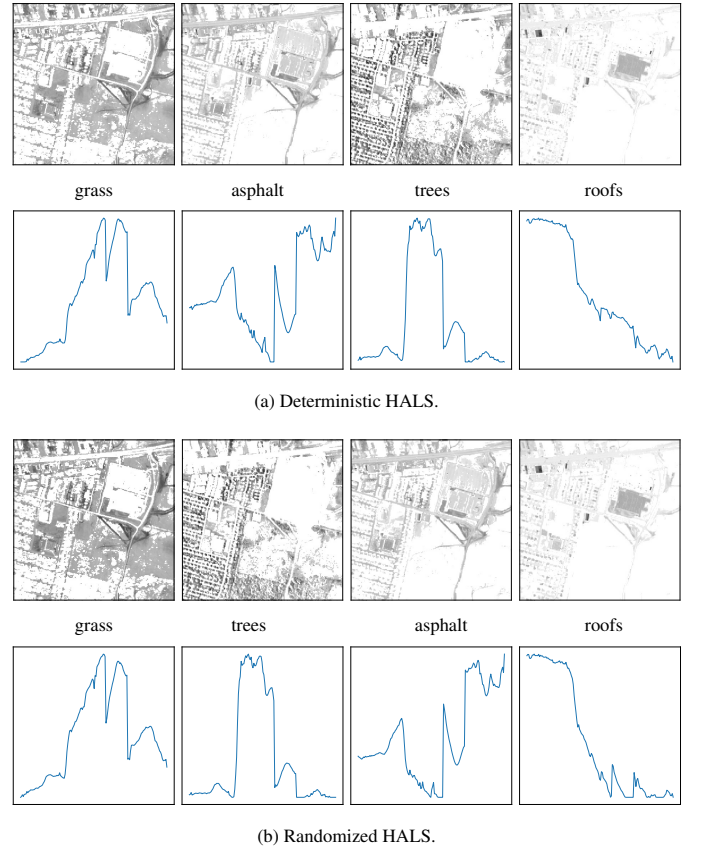 grass asphalt trees roofs
(a) Deterministic HALS.
grass trees asphalt roofs
(b) Randomized HALS.